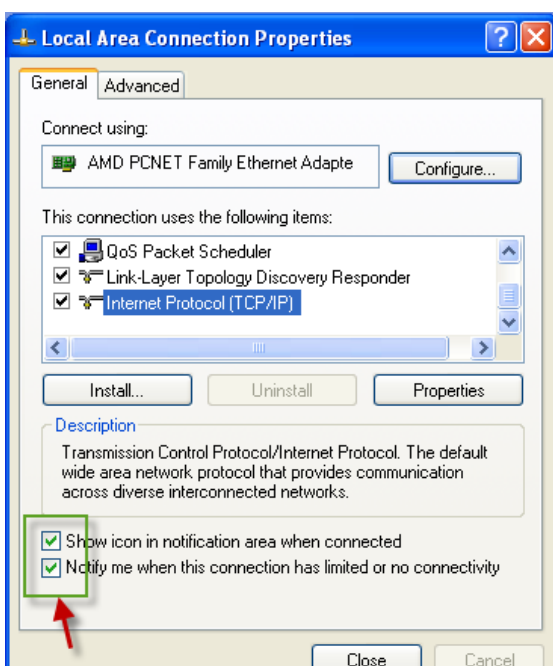 Local Area Connection Properties
General Advanced
Connect using:
AMD PCNET Family Ethernet Adapte
Configure...
This connection uses the following items:
QoS Packet Scheduler
Link-Layer Topology Discovery Responder
Internet Protocol (TCP/IP)
Install... Uninstall Properties
Description
Transmission Control Protocol/Internet Protocol. The default
wide area network protocol that provides communication
across diverse interconnected networks.
Show icon in notification area when connected
Notify me when this connection has limited or no connectivity
Close Cancel